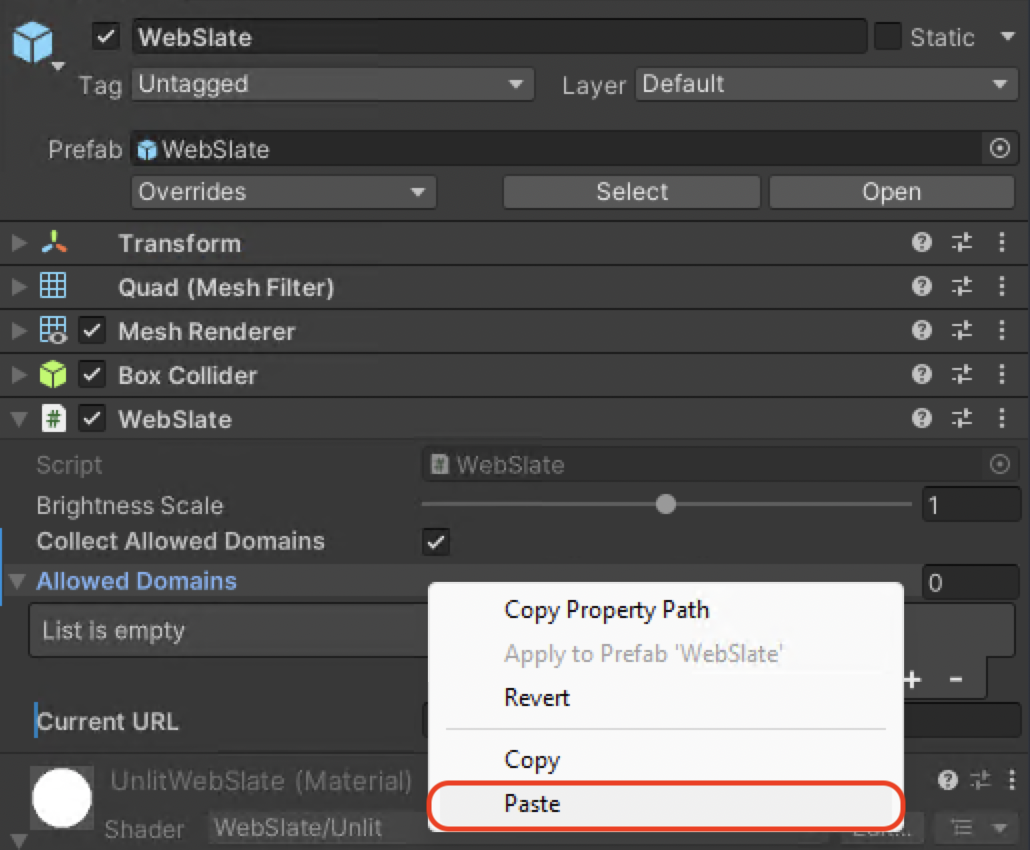 WebSlate Static
Tag Untagged Layer Default
Prefab WebSlate
Overrides Select Open
Transform
Quad (Mesh Filter)
Mesh Renderer
Box Collider
# WebSlate
Script # WebSlate
Brightness Scale 1
Collect Allowed Domains
Allowed Domains 0
List is empty
Copy Property Path
Apply to Prefab 'WebSlate'
+ -
Revert
Current URL
Copy
UnlitWebSlate (Material)
Paste
Shader WebSlate/Unlit Edit...